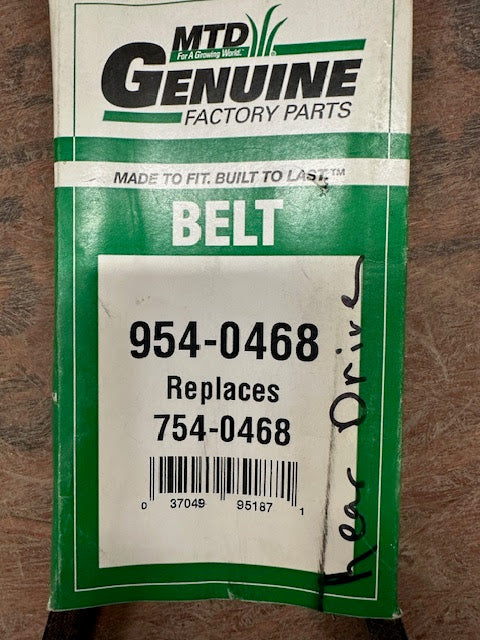 MTD
For A Growing World.™
GENUINE
FACTORY PARTS
MADE TO FIT. BUILT TO LAST.™
BELT
954-0468
Replaces
754-0468
0 37049 95187 1
Rear Drive